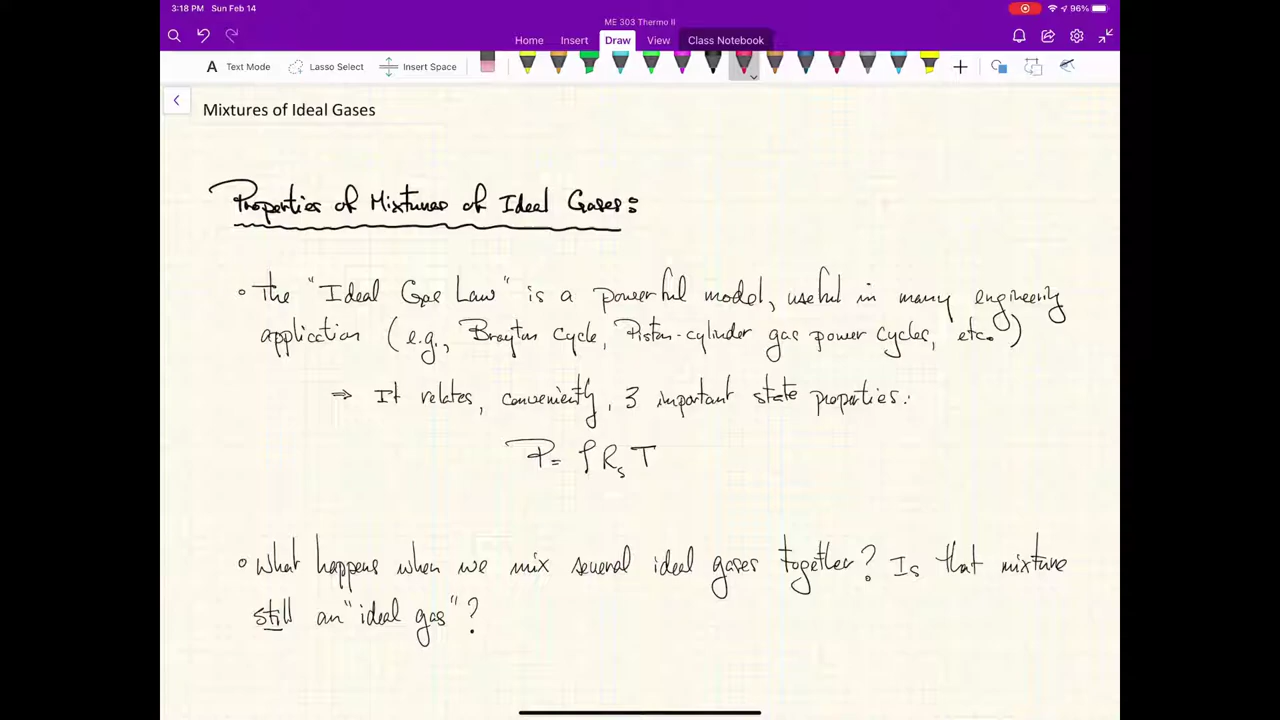 3:18 PM Sun Feb 14
96%
ME 303 Thermo II
Home Insert Draw View Class Notebook
Text Mode Lasso Select Insert Space
Mixtures of Ideal Gases
Properties of Mixtures of Ideal Gases:
• The "Ideal Gas Law" is a powerful model, useful in many engineering
application (e.g., Brayton Cycle, Piston-cylinder gas power cycles, etc.)
⇒ It relates, conveniently, 3 important state properties:
P = ρ Rs T
• What happens when we mix several ideal gases together? Is that mixture
still an "ideal gas"?